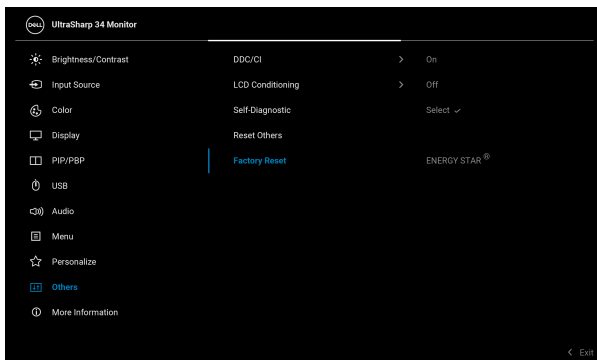 DELL UltraSharp 34 Monitor
Brightness/Contrast DDC/CI > On
Input Source LCD Conditioning > Off
Color Self-Diagnostic Select ✓
Display Reset Others
PIP/PBP Factory Reset ENERGY STAR®
USB
Audio
Menu
Personalize
Others
More Information
< Exit